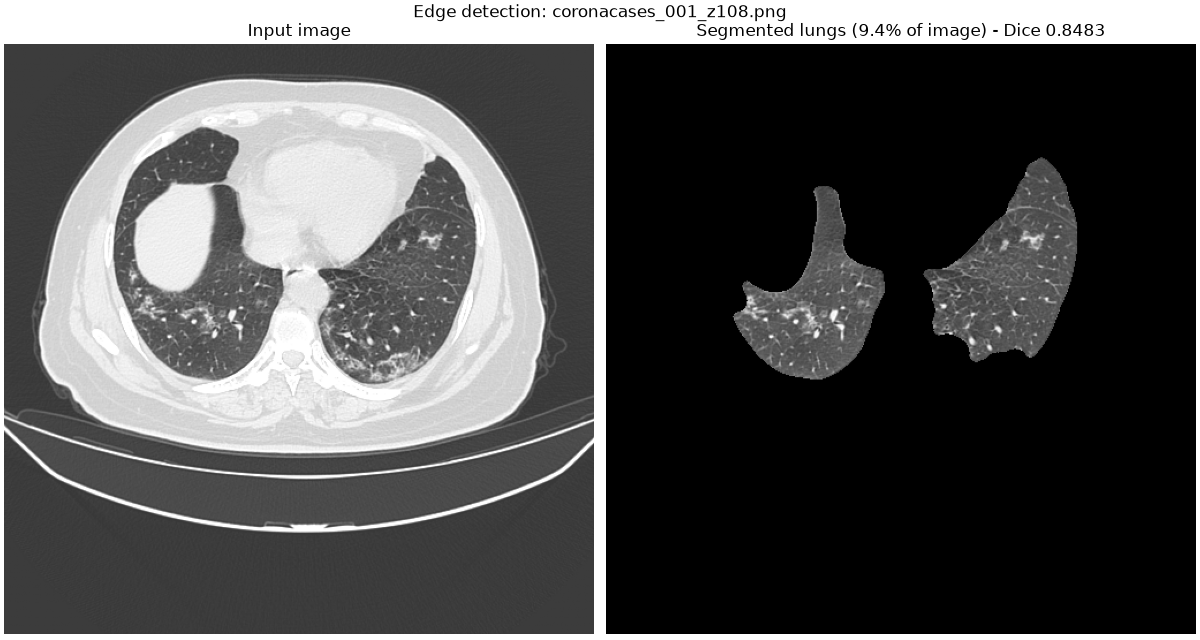 Edge detection: coronacases_001_z108.png
Input image
Segmented lungs (9.4% of image) - Dice 0.8483